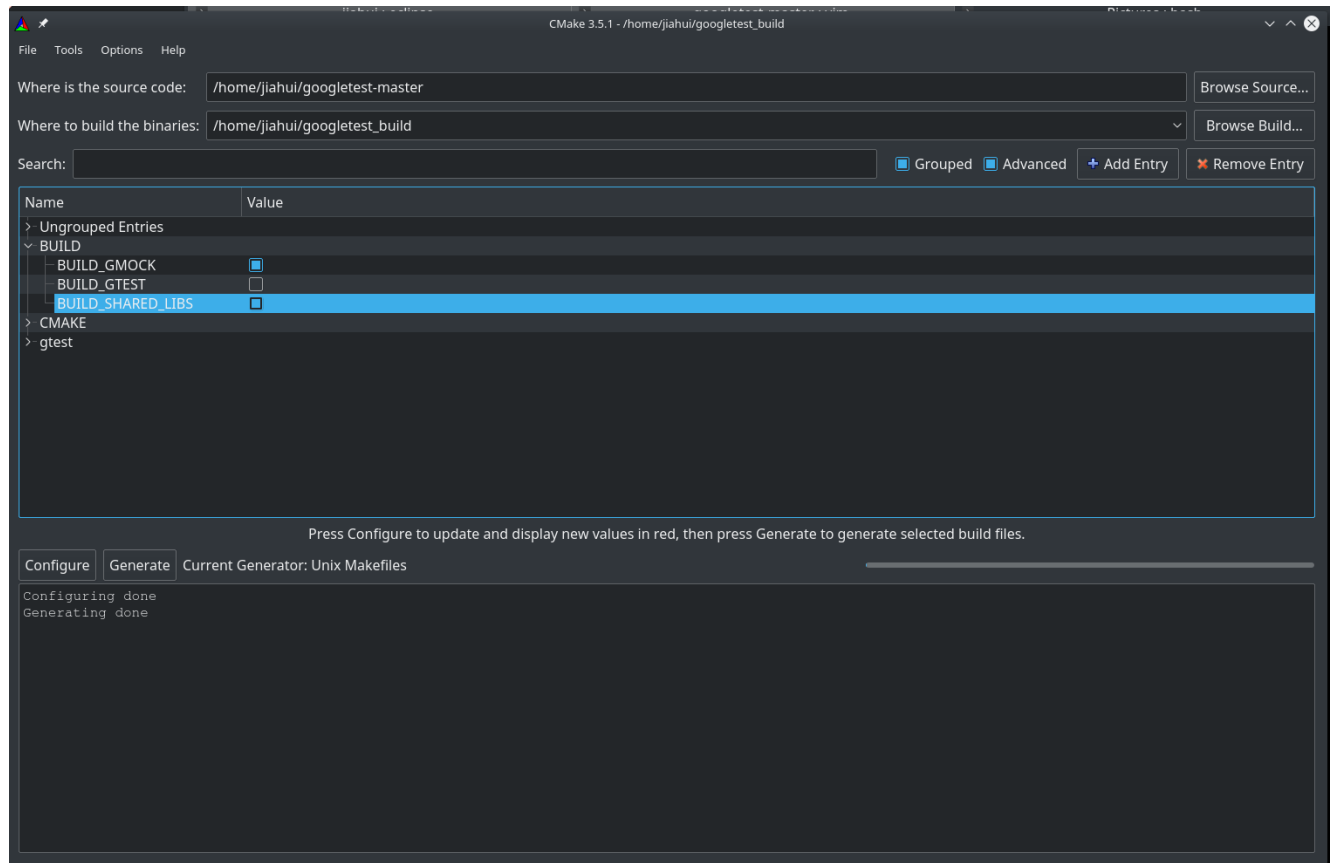 CMake 3.5.1 - /home/jiahui/googletest_build
File Tools Options Help
Where is the source code: /home/jiahui/googletest-master Browse Source...
Where to build the binaries: /home/jiahui/googletest_build Browse Build...
Search: Grouped Advanced Add Entry Remove Entry
Name Value
Ungrouped Entries
BUILD
BUILD_GMOCK
BUILD_GTEST
BUILD_SHARED_LIBS
CMAKE
gtest
Press Configure to update and display new values in red, then press Generate to generate selected build files.
Configure Generate Current Generator: Unix Makefiles
Configuring done
Generating done